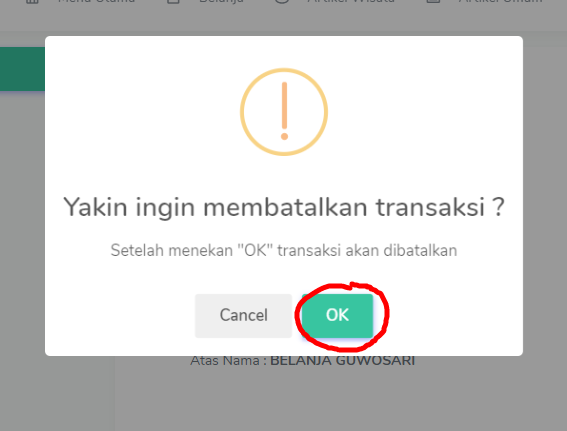 Menu Utama Belanja Artikel Wisata Artikel Umum
Yakin ingin membatalkan transaksi ?
Setelah menekan "OK" transaksi akan dibatalkan
Cancel OK
Atas Nama : BELANJA GUWOSARI